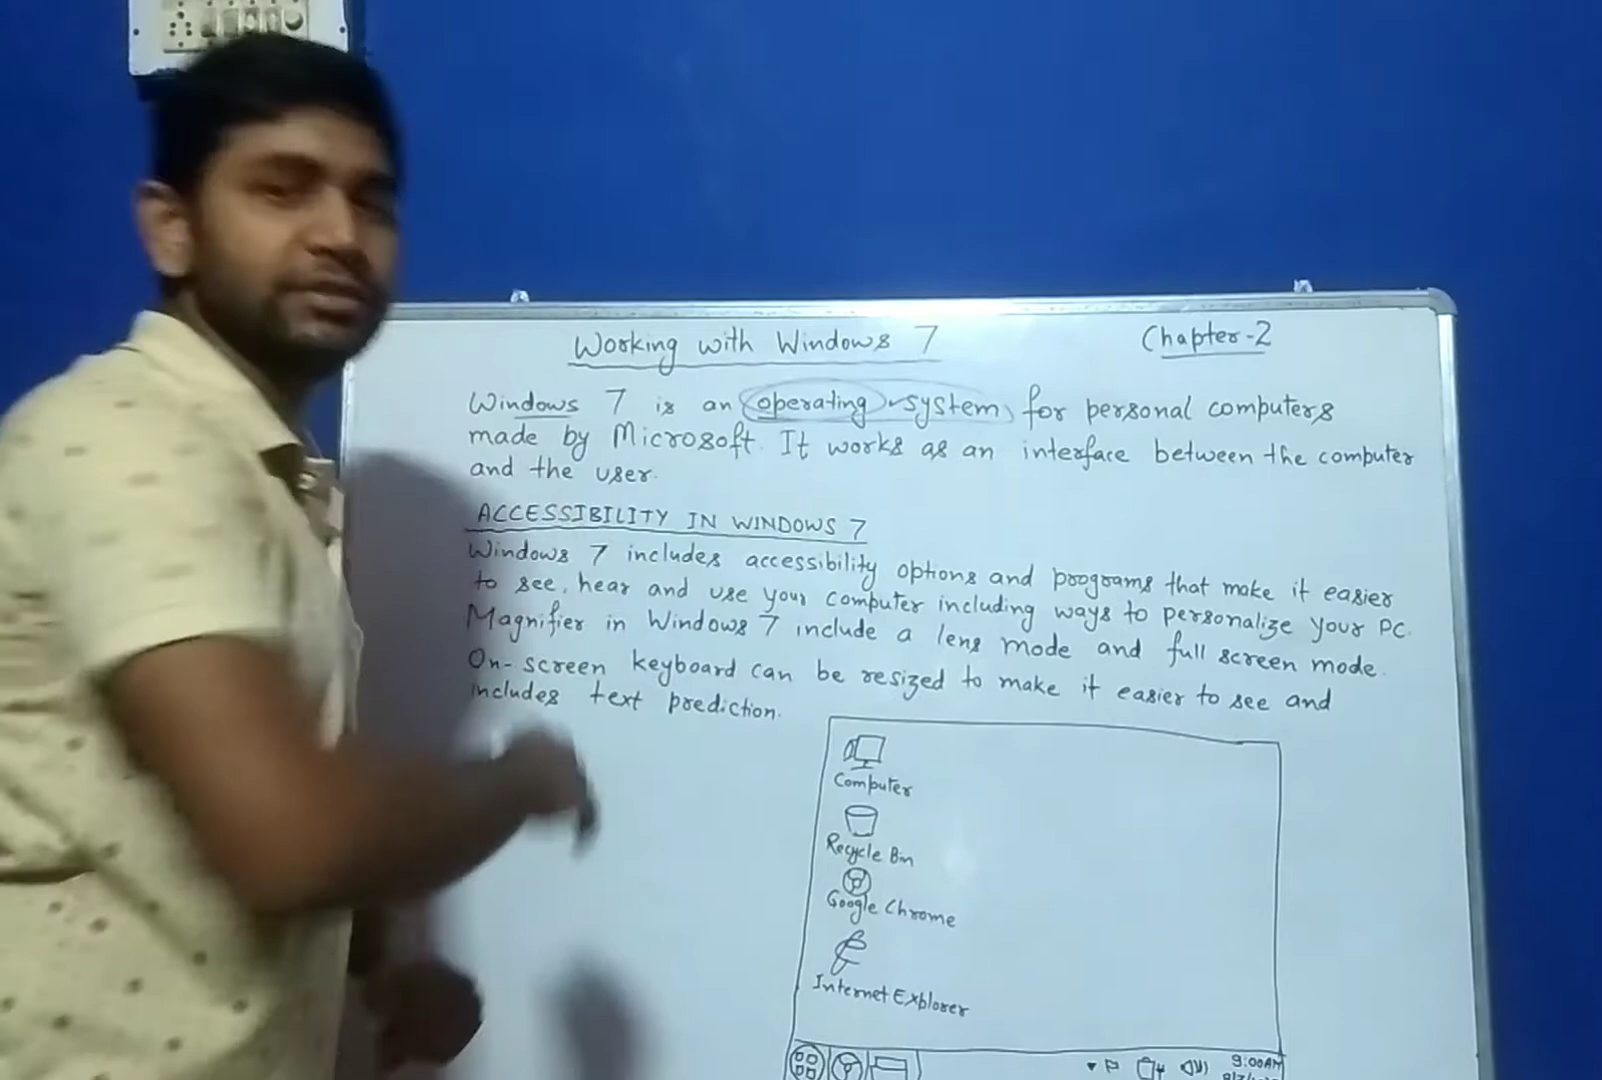 Working with Windows 7
Chapter-2
Windows 7 is an operating system for personal computers
made by Microsoft. It works as an interface between the computer
and the user.
ACCESSIBILITY IN WINDOWS 7
Windows 7 includes accessibility options and programs that make it easier
to see, hear and use your computer including ways to personalize your PC.
Magnifier in Windows 7 include a lens mode and full screen mode.
On-screen keyboard can be resized to make it easier to see and
includes text prediction.
Computer
Recycle Bin
Google Chrome
Internet Explorer
9:00AM